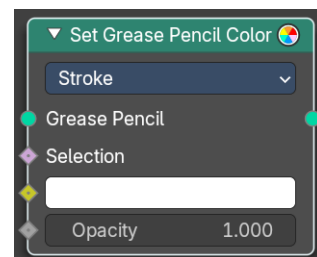 Set Grease Pencil Color
Stroke
Grease Pencil
Selection
Opacity 1.000